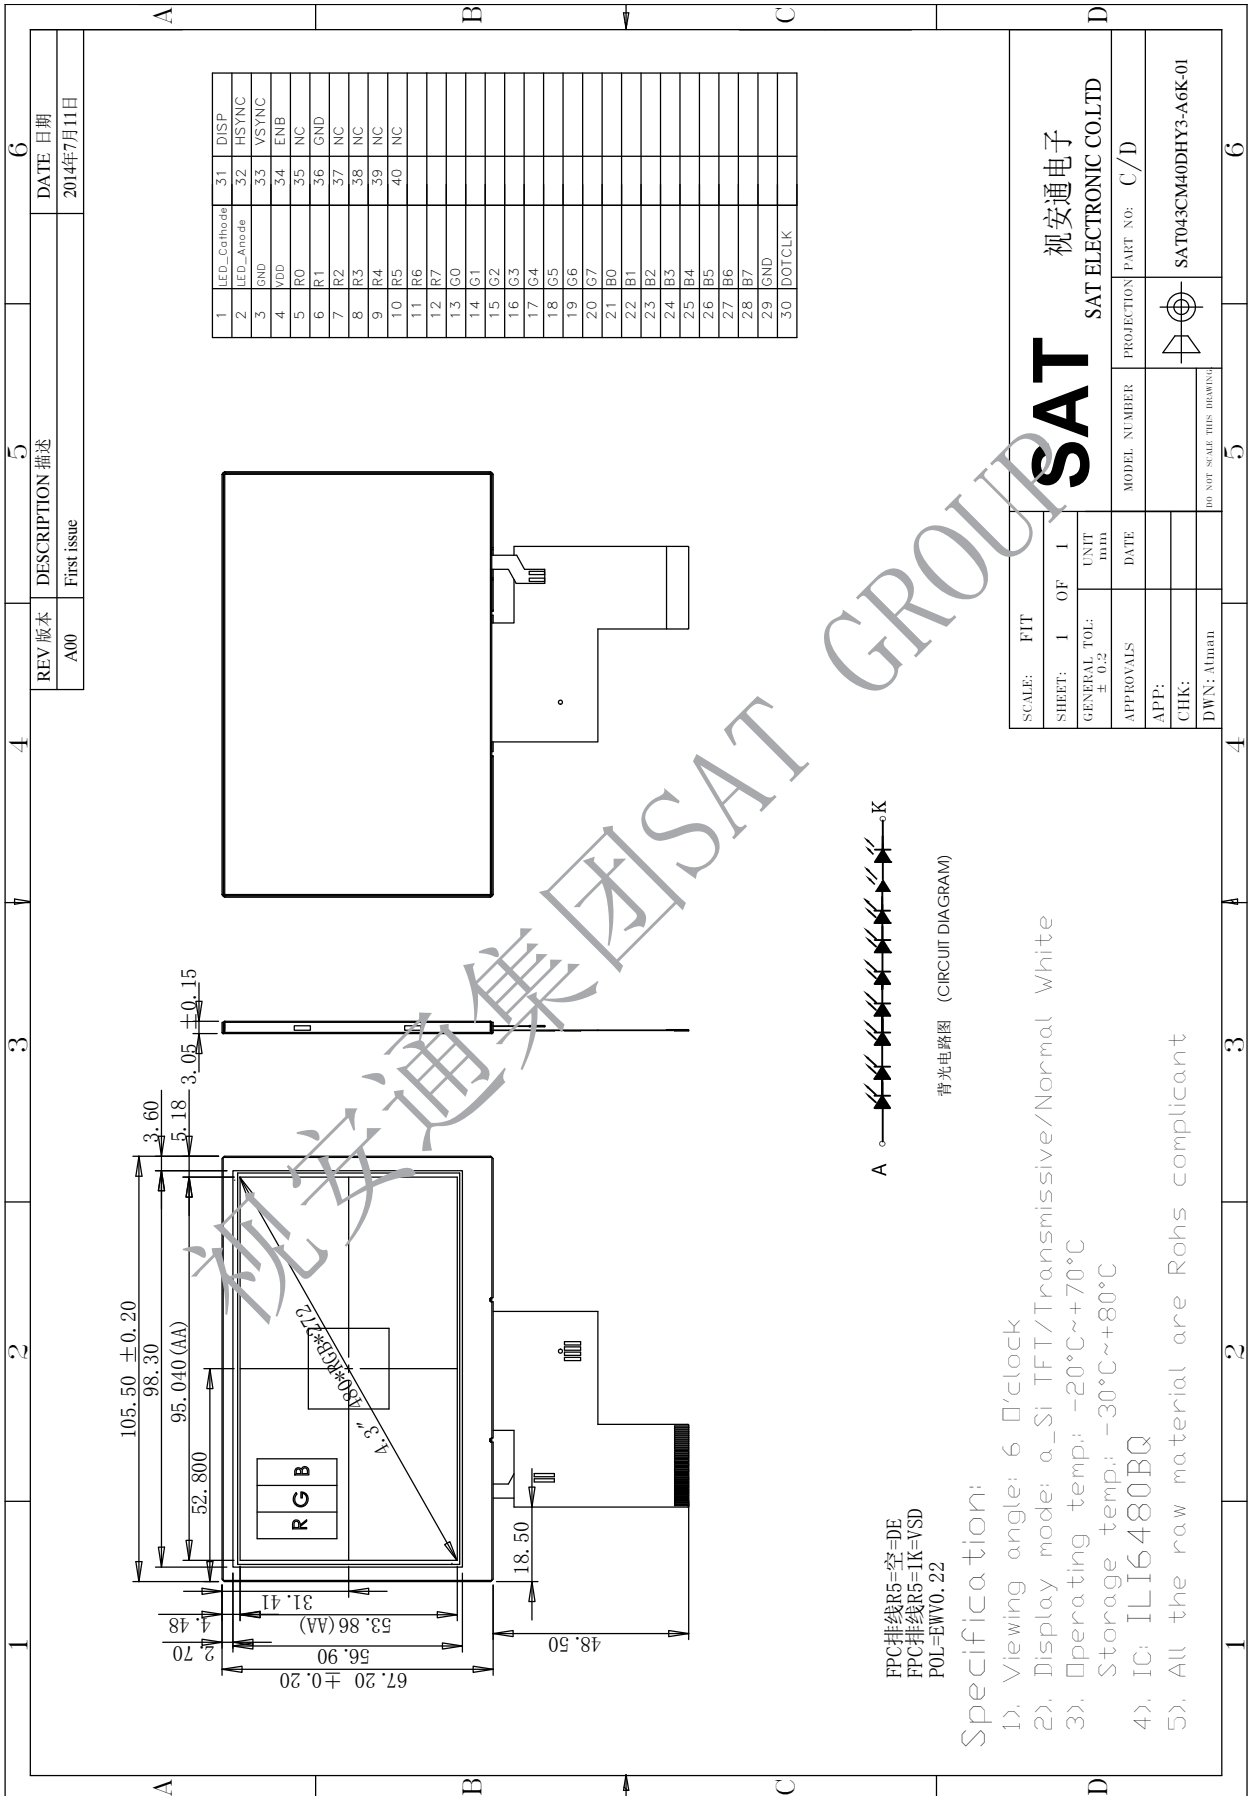 1
2
3
4
5
6
A
B
C
D
REV 版本 DESCRIPTION 描述 DATE 日期
A00 First issue 2014年7月11日
105.50 ±0.20
98.30
95.040(AA)
52.800
3.60
5.18
3.05 ±0.15
2.70
4.48
31.41
53.86(AA)
56.90
67.20 ±0.20
18.50
48.50
R G B
4.3" 480*RGB*272
1 LED_Cathode 31 DISP
2 LED_Anode 32 HSYNC
3 GND 33 VSYNC
4 VDD 34 ENB
5 R0 35 NC
6 R1 36 GND
7 R2 37 NC
8 R3 38 NC
9 R4 39 NC
10 R5 40 NC
11 R6
12 R7
13 G0
14 G1
15 G2
16 G3
17 G4
18 G5
19 G6
20 G7
21 B0
22 B1
23 B2
24 B3
25 B4
26 B5
27 B6
28 B7
29 GND
30 DOTCLK
视安通集团SAT GROUP
A K
背光电路图 (CIRCUIT DIAGRAM)
FPC排线R5=空=DE
FPC排线R5=1K=VSD
POL=EWV0.22
Specification:
1). Viewing angle: 6 O'clock
2). Display mode: a_Si TFT/Transmissive/Normal White
3). Operating temp.: -20°C~+70°C
Storage temp.: -30°C~+80°C
4). IC: ILI6480BQ
5). All the raw material are Rohs complicant
SCALE: FIT
SHEET: 1 OF 1
GENERAL TOL: ± 0.2
UNIT mm
APPROVALS DATE
APP:
CHK:
DWN: Atman
SAT
视安通电子
SAT ELECTRONIC CO.LTD
MODEL NUMBER PROJECTION PART NO: C/D
SAT043CM40DHY3-A6K-01
DO NOT SCALE THIS DRAWING
1
2
3
4
5
6
A
B
C
D